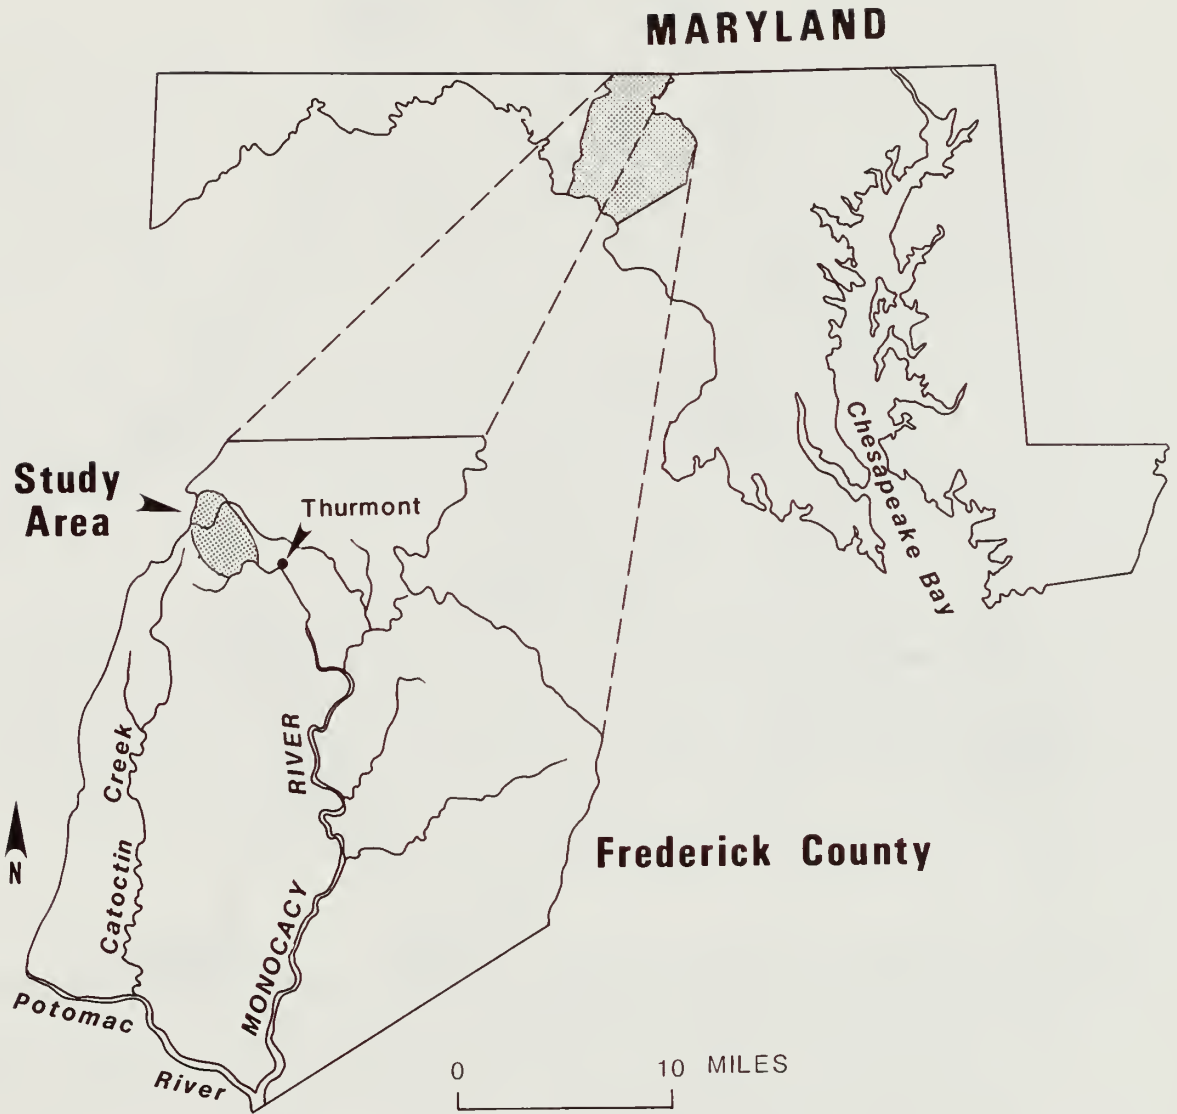 MARYLAND
Chesapeake Bay
Study
Area
Thurmont
Catoctin Creek
MONOCACY RIVER
N
Frederick County
Potomac River
0 10 MILES